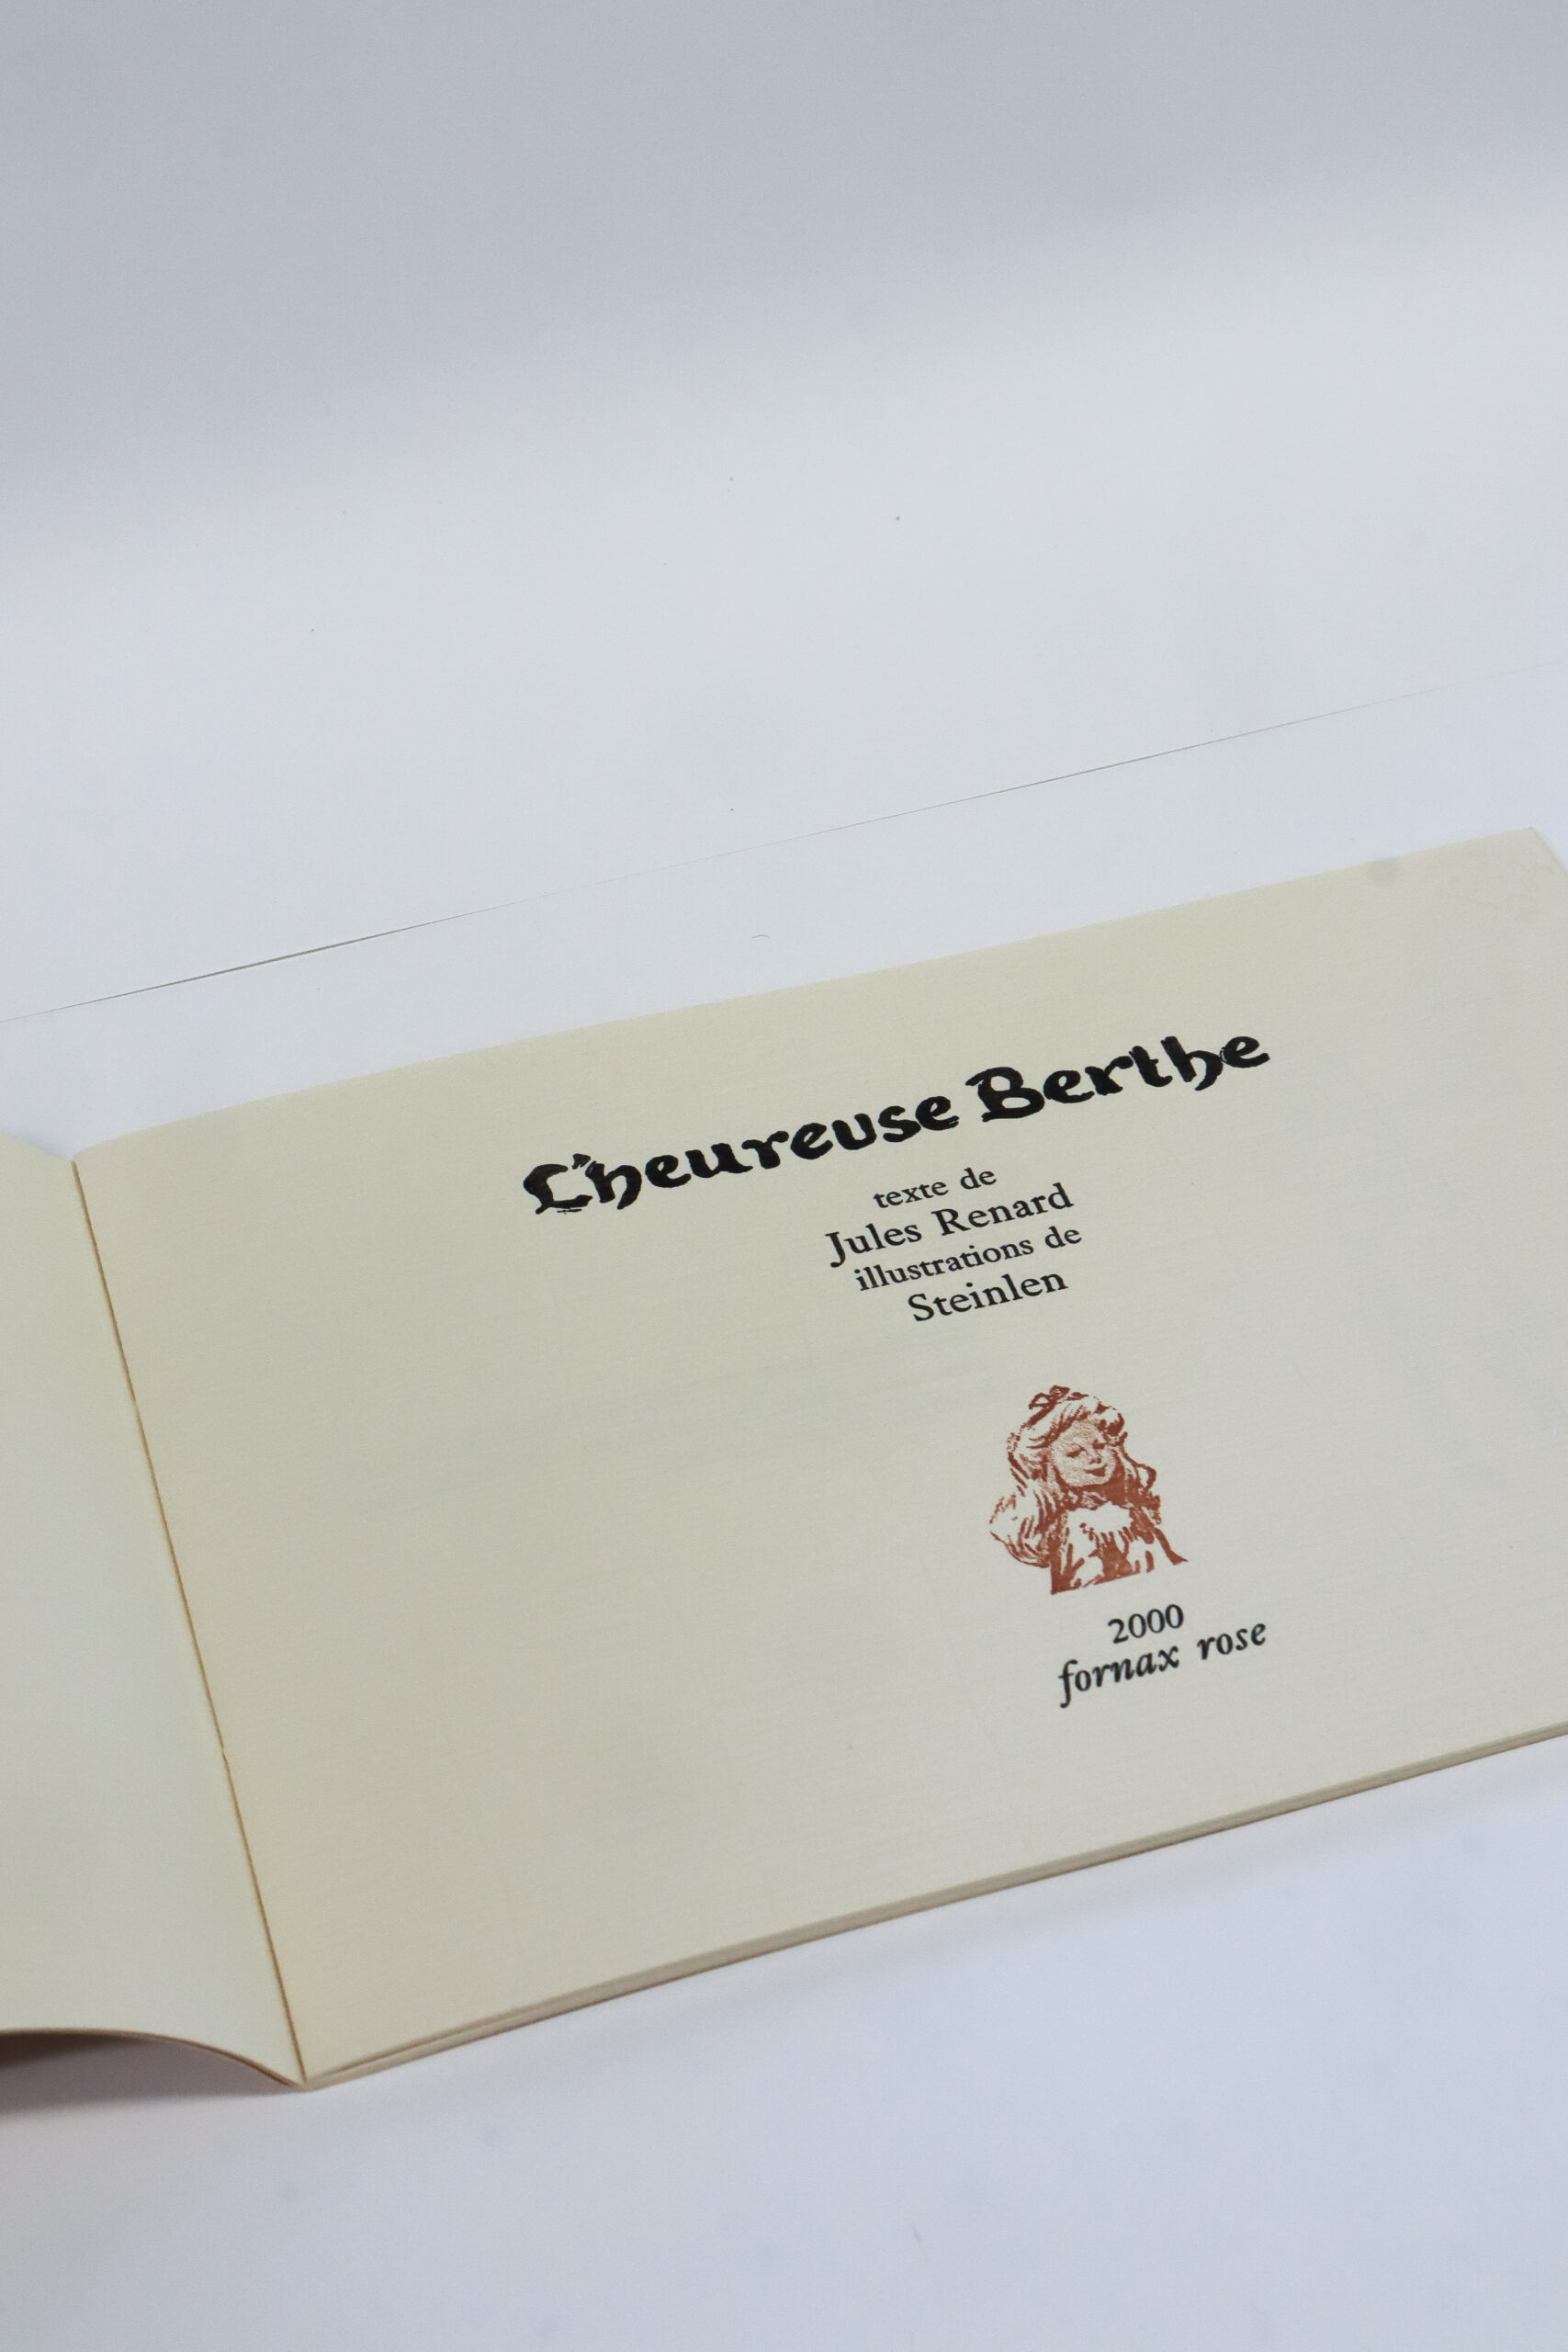 L'heureuse Berthe
texte de
Jules Renard
illustrations de
Steinlen
2000
fornax rose